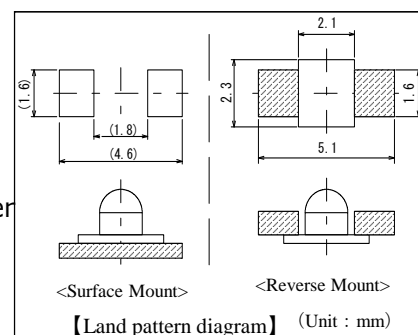 2.1
(1.6)
2.3
1.6
(1.8)
(4.6)
5.1
er
<Surface Mount>
<Reverse Mount>
【Land pattern diagram】 (Unit : mm)